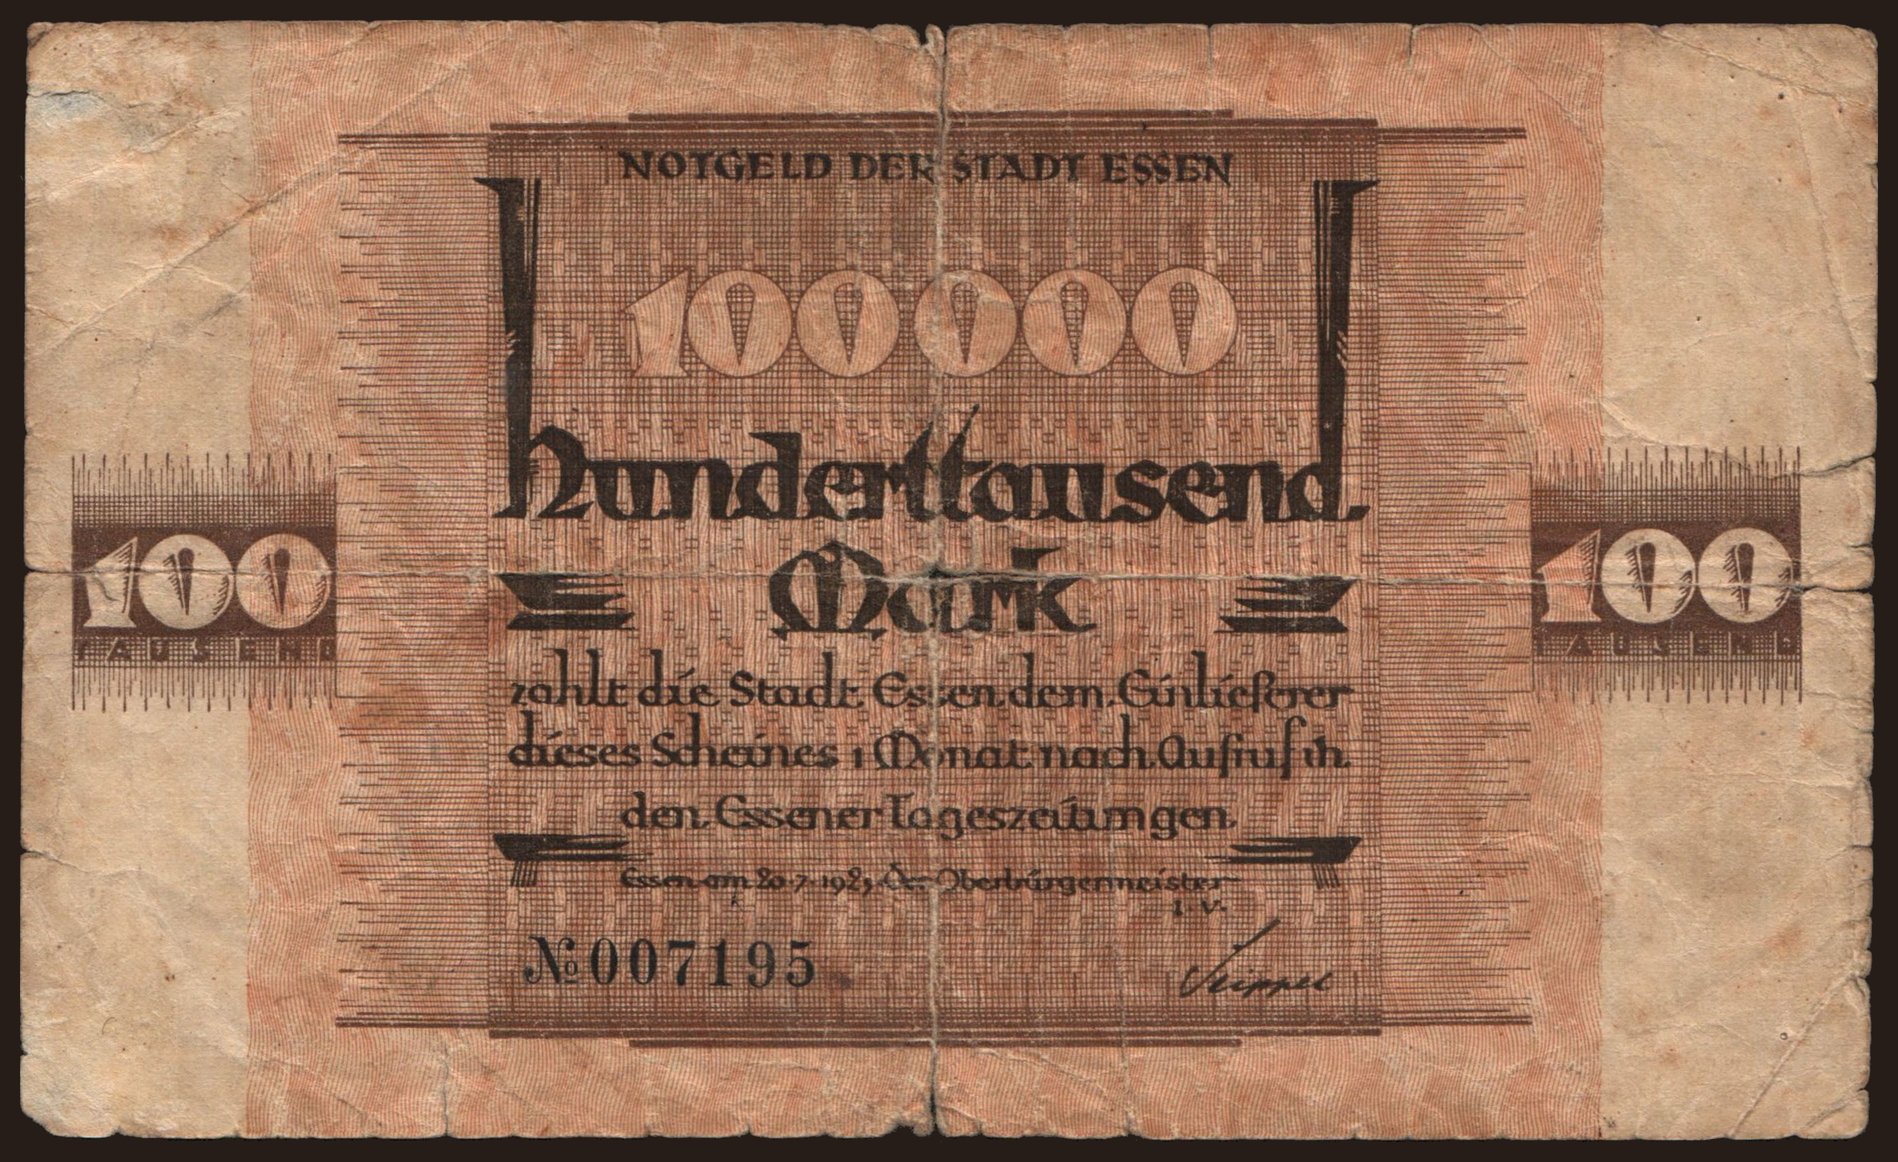 NOTGELD DER STADT ESSEN
100000
Hunderttausend
Mark
100
TAUSEND
100
TAUSEND
zahlt die Stadt Essen dem Einlieferer
dieses Scheines 1 Monat nach Aufruf in
den Essener Tageszeitungen.
Essen am 20.7.1923 Der Oberbürgermeister
I. V.
№ 007195